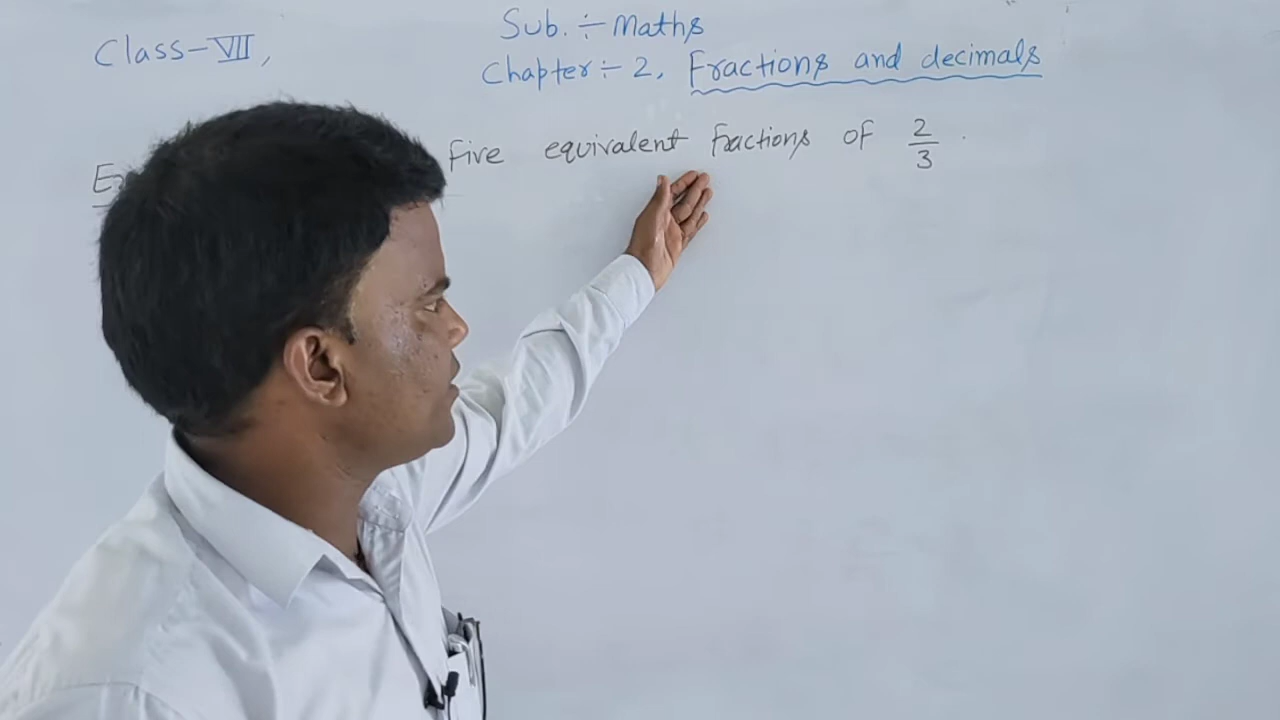 Class-VII,
Sub. :- Maths
Chapter :- 2, Fractions and decimals
five equivalent fractions of 2/3.